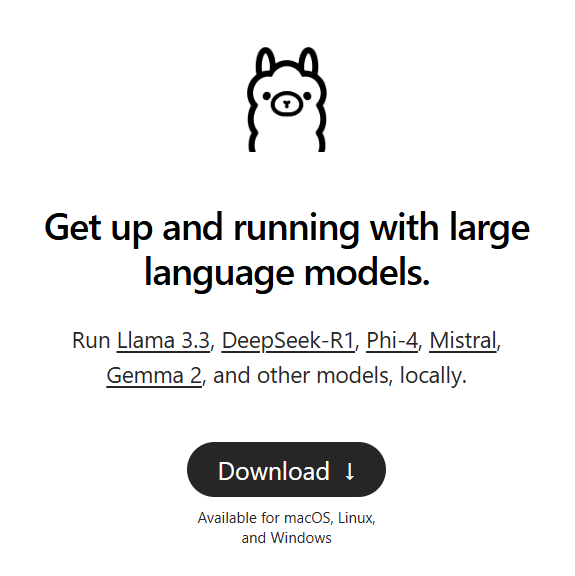 Get up and running with large
language models.
Run Llama 3.3, DeepSeek-R1, Phi-4, Mistral,
Gemma 2, and other models, locally.
Download ↓
Available for macOS, Linux,
and Windows